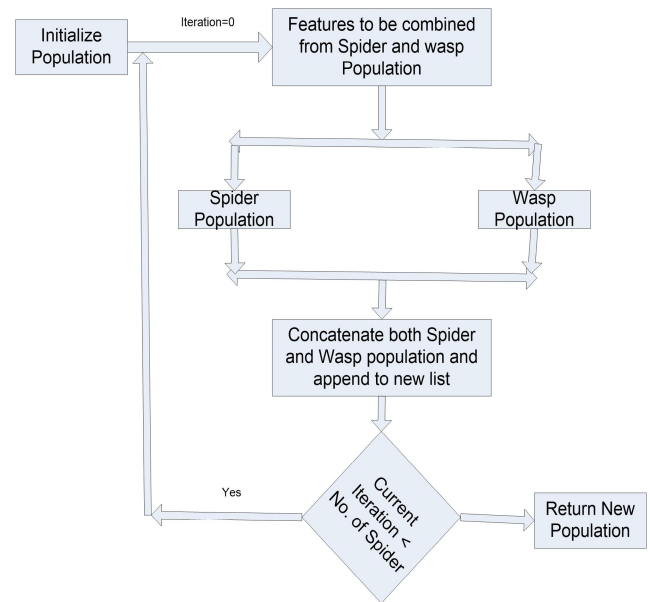 Initialize
Population
Iteration=0
Features to be combined
from Spider and wasp
Population
Spider
Population
Wasp
Population
Concatenate both Spider
and Wasp population and
append to new list
Current
Iteration <
No. of Spider
Yes
Return New
Population